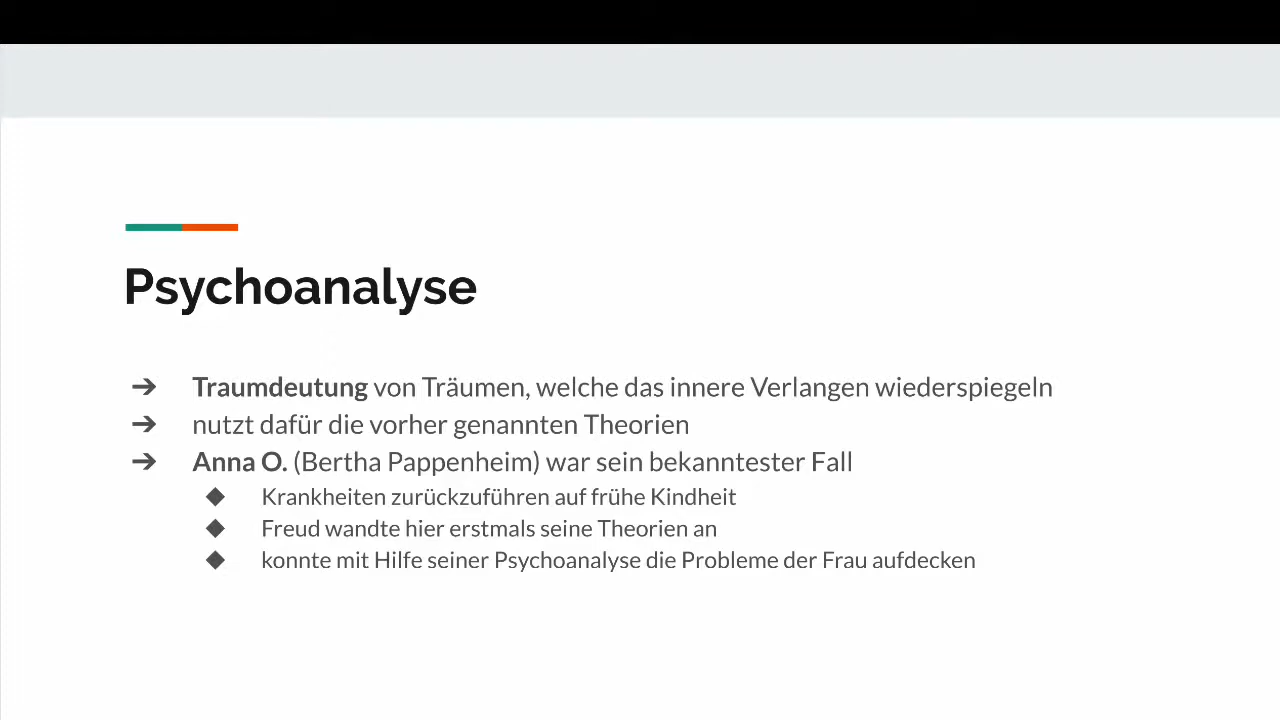 Psychoanalyse
➔ Traumdeutung von Träumen, welche das innere Verlangen wiederspiegeln
➔ nutzt dafür die vorher genannten Theorien
➔ Anna O. (Bertha Pappenheim) war sein bekanntester Fall
◆ Krankheiten zurückzuführen auf frühe Kindheit
◆ Freud wandte hier erstmals seine Theorien an
◆ konnte mit Hilfe seiner Psychoanalyse die Probleme der Frau aufdecken